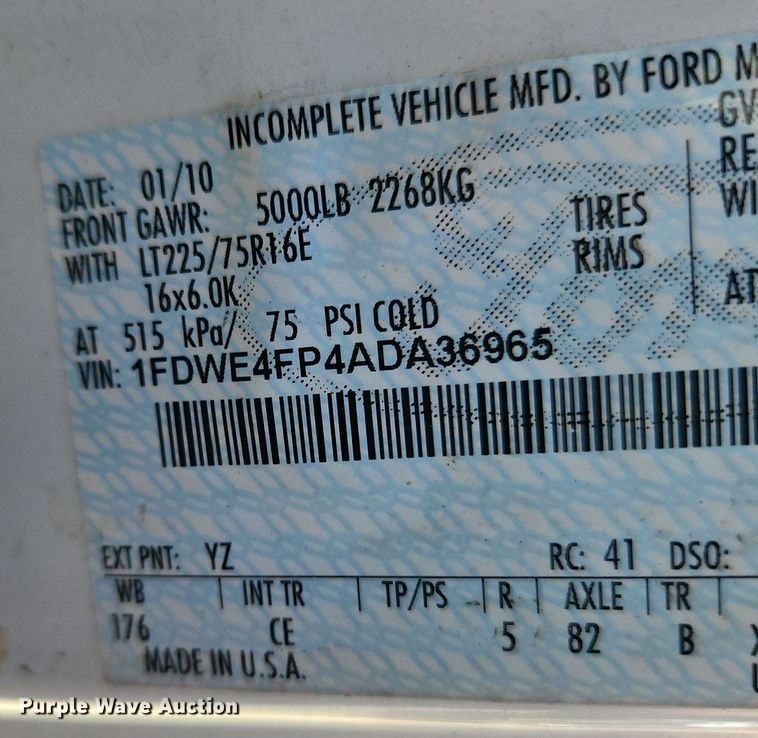 INCOMPLETE VEHICLE MFD. BY FORD M
DATE: 01/10
GV
FRONT GAWR: 5000LB 2268KG
RE
WITH LT225/75R16E TIRES
WI
16x6.0K RIMS
AT 515 kPa/ 75 PSI COLD
AT
VIN: 1FDWE4FP4ADA36965
EXT PNT: YZ RC: 41 DSO:
WB INT TR TP/PS R AXLE TR
176 CE 5 82 B
MADE IN U.S.A.
Purple Wave Auction